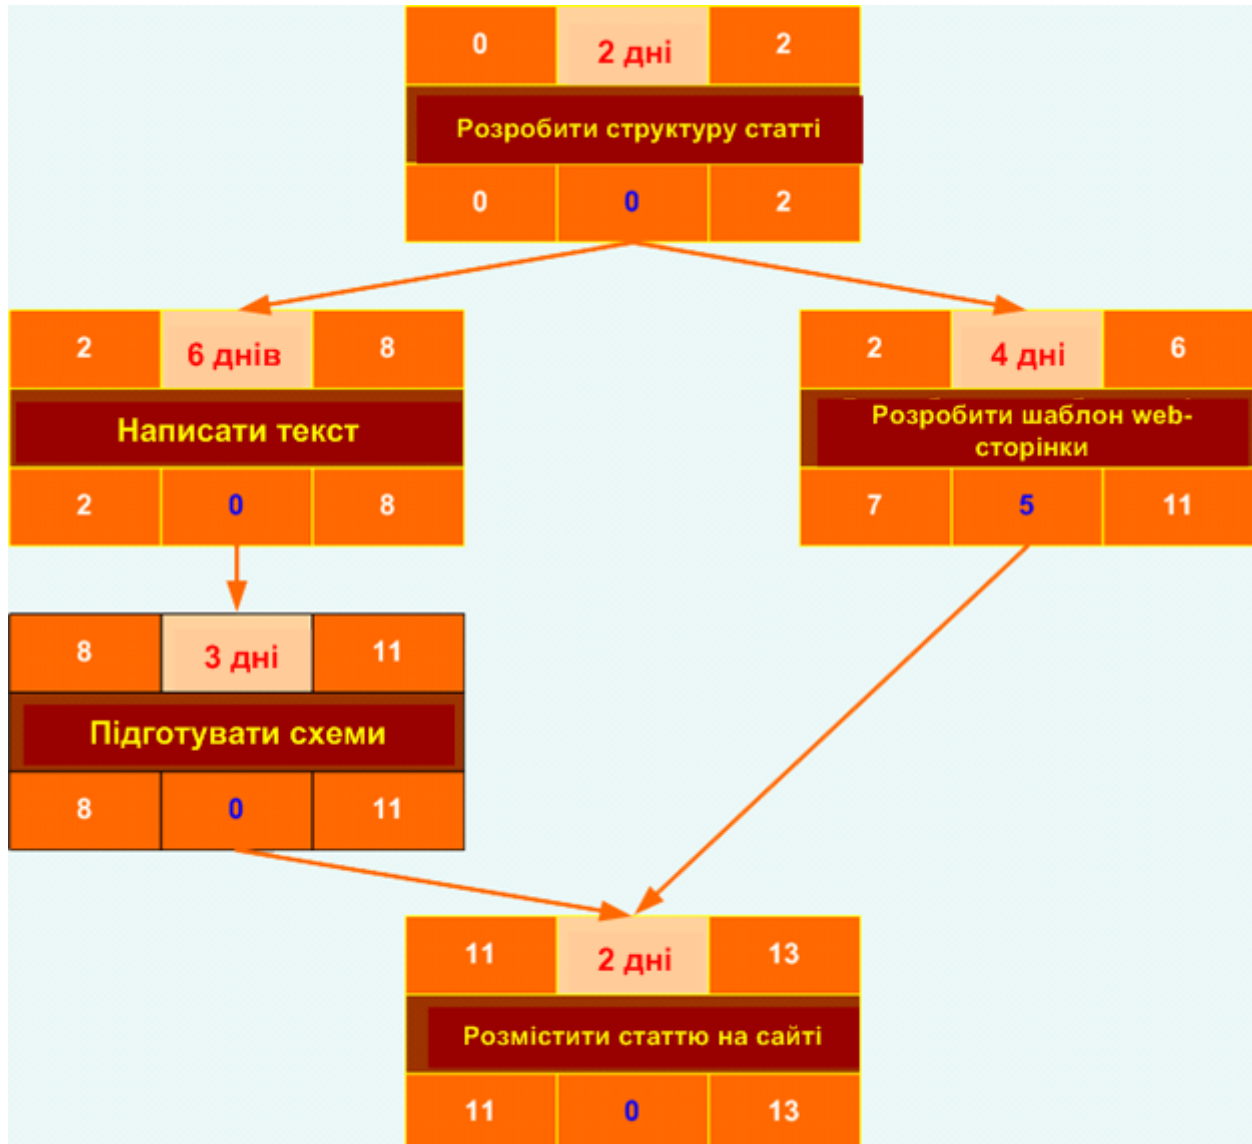 0 2 дні 2
Розробити структуру статті
0 0 2
2 6 днів 8
Написати текст
2 0 8
2 4 дні 6
Розробити шаблон web-
сторінки
7 5 11
8 3 дні 11
Підготувати схеми
8 0 11
11 2 дні 13
Розмістити статтю на сайті
11 0 13